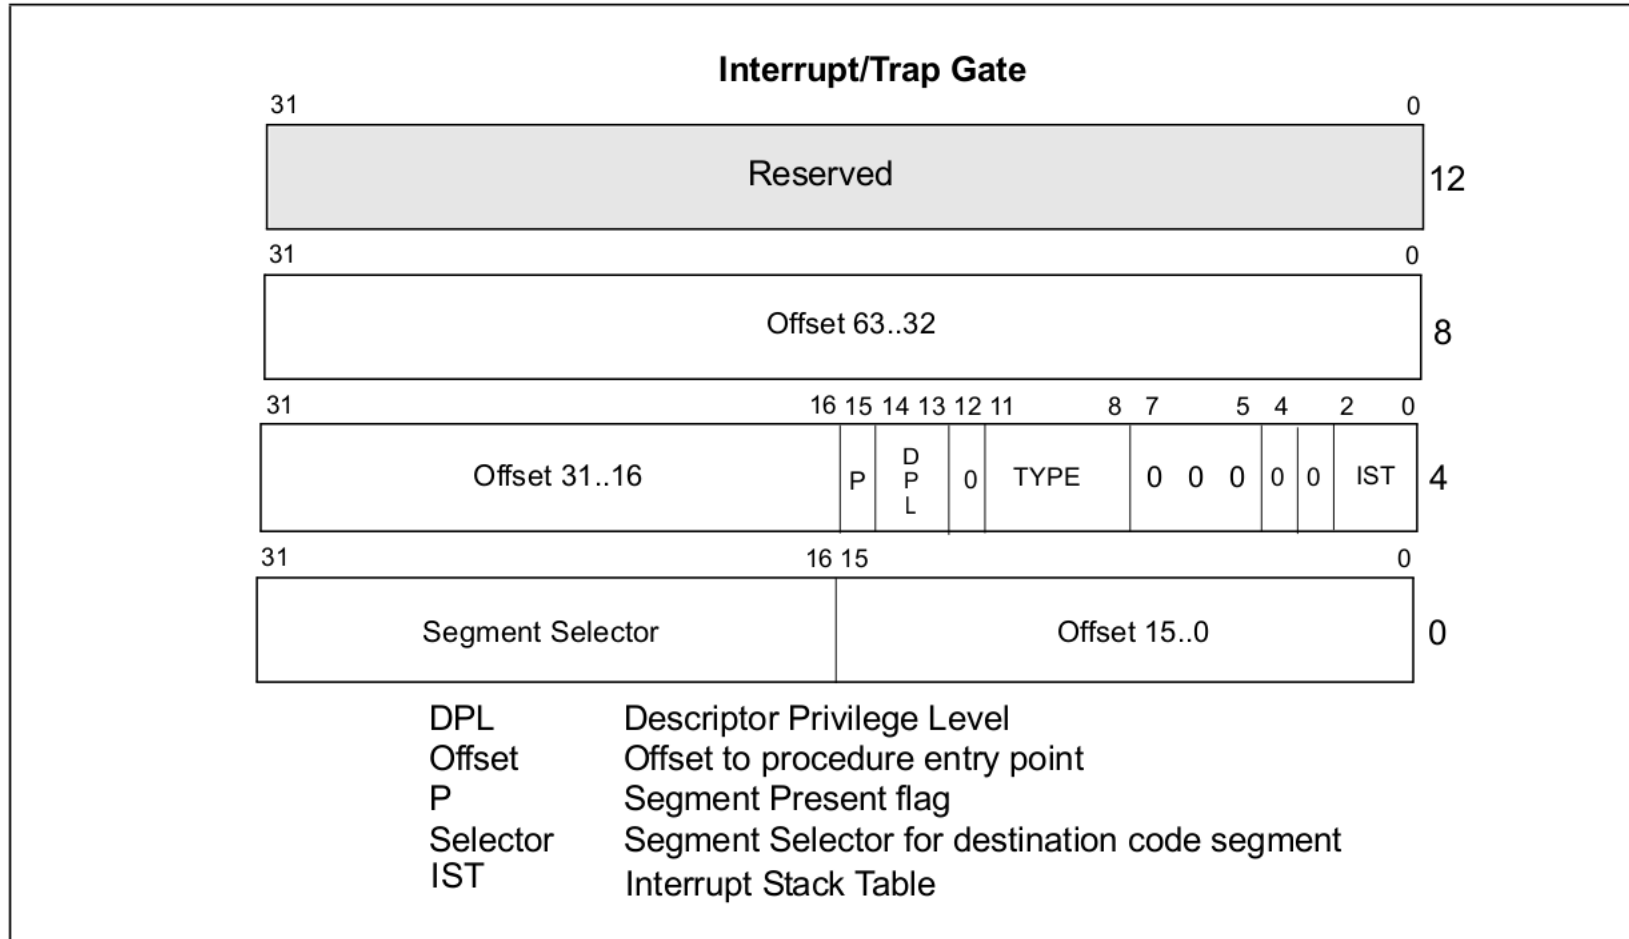 Interrupt/Trap Gate
31 0
Reserved 12
31 0
Offset 63..32 8
31 16 15 14 13 12 11 8 7 5 4 2 0
Offset 31..16 P DPL 0 TYPE 0 0 0 0 0 IST 4
31 16 15 0
Segment Selector Offset 15..0 0
DPL Descriptor Privilege Level
Offset Offset to procedure entry point
P Segment Present flag
Selector Segment Selector for destination code segment
IST Interrupt Stack Table